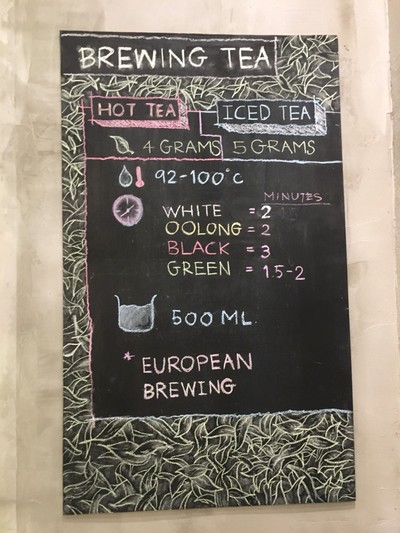 BREWING TEA
HOT TEA ICED TEA
4 GRAMS 5 GRAMS
92-100°C
MINUTES
WHITE = 2
OOLONG = 2
BLACK = 3
GREEN = 1.5-2
500 ML
* EUROPEAN
BREWING